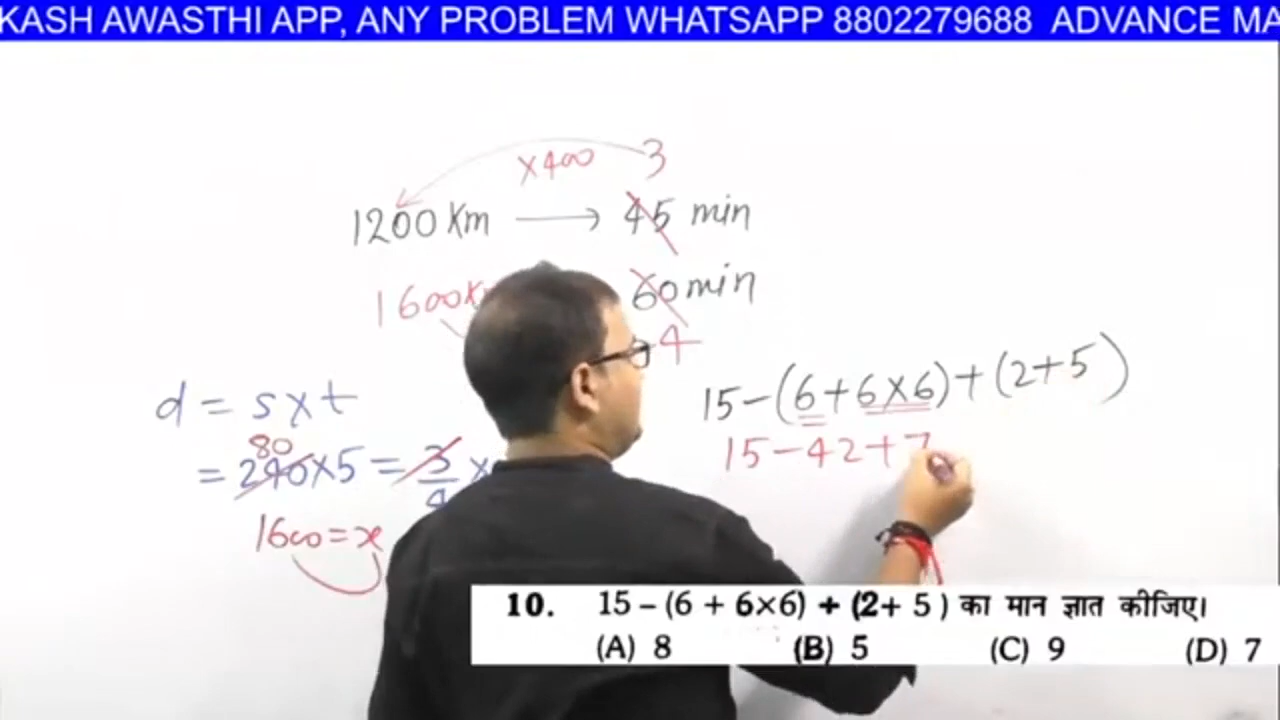 KASH AWASTHI APP, ANY PROBLEM WHATSAPP 8802279688 ADVANCE MA
×400 3
1200 Km → 45 min
1600K 60 min
4
15-(6+6×6)+(2+5)
15-42+7
d = s×t
80
= 240×5 = 3/4 ×
1600=x
10. 15 – (6 + 6×6) + (2+ 5 ) का मान ज्ञात कीजिए।
(A) 8 (B) 5 (C) 9 (D) 7